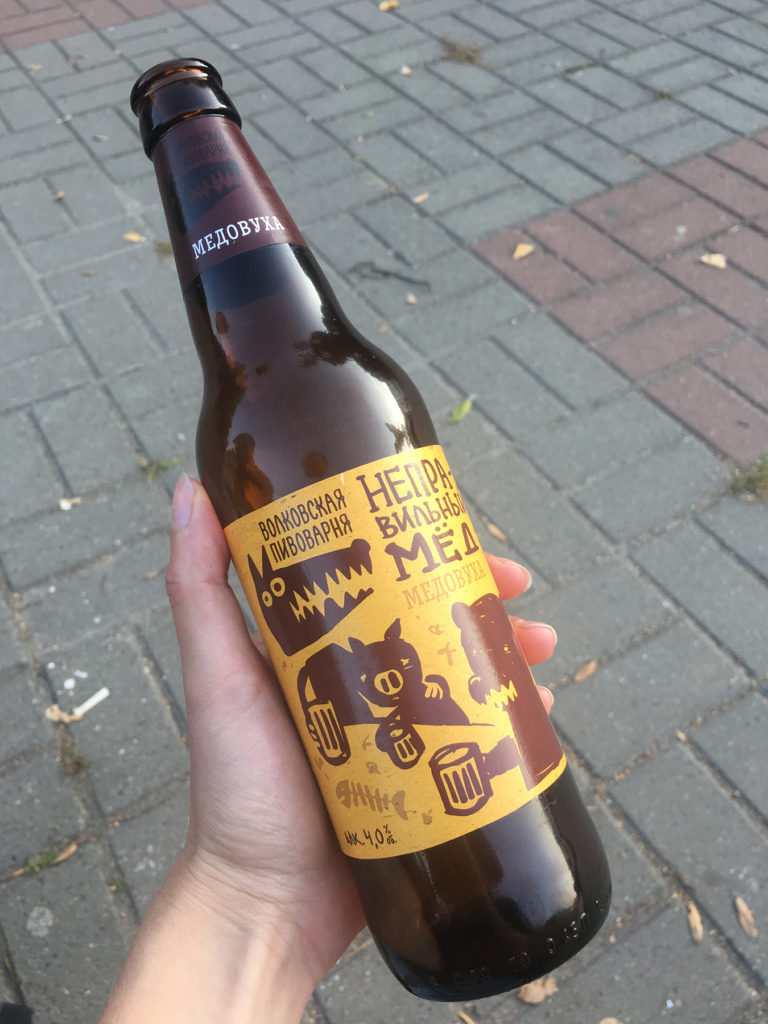 МЕДОВУХА
ВОЛКОВСКАЯ
ПИВОВАРНЯ
НЕПРА-
ВИЛЬНЫЙ
МЁД
МЕДОВУХА
АЛК. 4,0% ОБ.